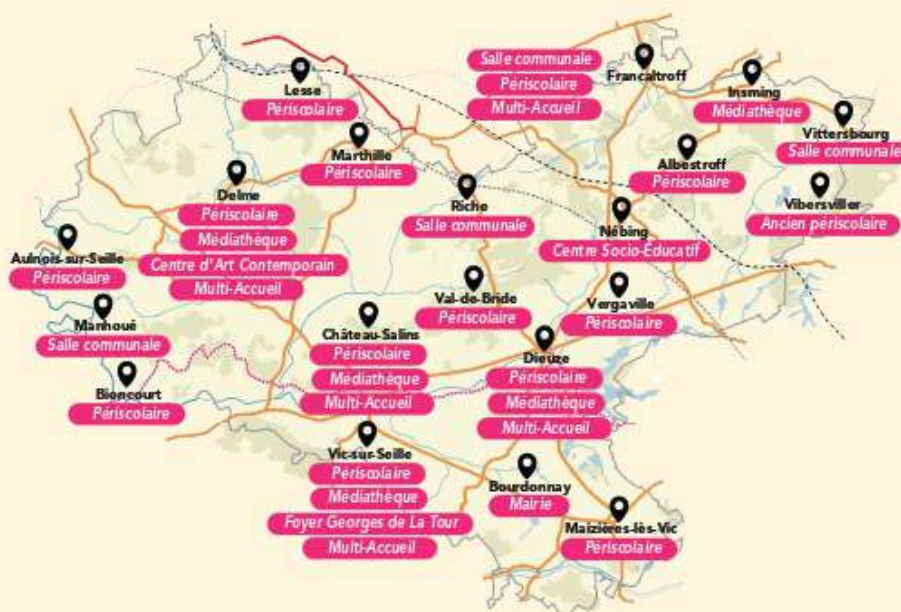 Salle communale
Périscolaire
Multi-Accueil
Francaltroff
Lesse
Périscolaire
Insming
Médiathèque
Vittersbourg
Salle communale
Marthille
Périscolaire
Albestroff
Périscolaire
Delme
Périscolaire
Médiathèque
Centre d'Art Contemporain
Multi-Accueil
Riche
Salle communale
Vibersviller
Ancien périscolaire
Nébing
Centre Socio-Éducatif
Aulnois-sur-Seille
Périscolaire
Val-de-Bride
Périscolaire
Vergaville
Périscolaire
Manhoué
Salle communale
Château-Salins
Périscolaire
Médiathèque
Multi-Accueil
Dieuze
Périscolaire
Médiathèque
Multi-Accueil
Bioncourt
Périscolaire
Vic-sur-Seille
Périscolaire
Médiathèque
Foyer Georges de La Tour
Multi-Accueil
Bourdonnay
Mairie
Maizières-lès-Vic
Périscolaire